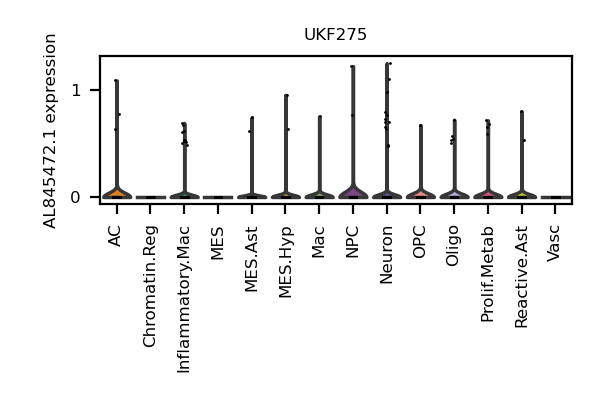 UKF275
AL845472.1 expression
1
0
AC
Chromatin.Reg
Inflammatory.Mac
MES
MES.Ast
MES.Hyp
Mac
NPC
Neuron
OPC
Oligo
Prolif.Metab
Reactive.Ast
Vasc